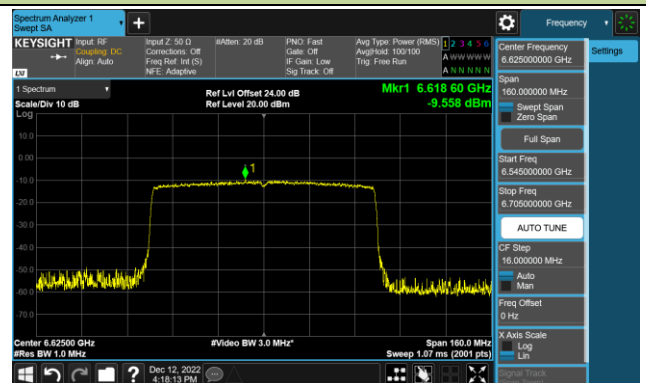 Spectrum Analyzer 1
Swept SA
Frequency
KEYSIGHT
Input: RF
Coupling: DC
Align: Auto
Input Z: 50 Ω
Corrections: Off
Freq Ref: Int (S)
NFE: Adaptive
#Atten: 20 dB
PNO: Fast
Gate: Off
IF Gain: Low
Sig Track: Off
Avg Type: Power (RMS)
Avg|Hold: 100/100
Trig: Free Run
1 2 3 4 5 6
A W W W W W
A N N N N N
LXI
1 Spectrum
Scale/Div 10 dB
Log
Ref Lvl Offset 24.00 dB
Ref Level 20.00 dBm
Mkr1 6.618 60 GHz
-9.558 dBm
10.0
0.00
-10.0
-20.0
-30.0
-40.0
-50.0
-60.0
-70.0
1
Center 6.62500 GHz
#Res BW 1.0 MHz
#Video BW 3.0 MHz*
Span 160.0 MHz
Sweep 1.07 ms (2001 pts)
Dec 12, 2022
4:18:13 PM
Center Frequency
6.625000000 GHz
Span
160.000000 MHz
Swept Span
Zero Span
Full Span
Start Freq
6.545000000 GHz
Stop Freq
6.705000000 GHz
AUTO TUNE
CF Step
16.000000 MHz
Auto
Man
Freq Offset
0 Hz
X Axis Scale
Log
Lin
Signal Track
Settings